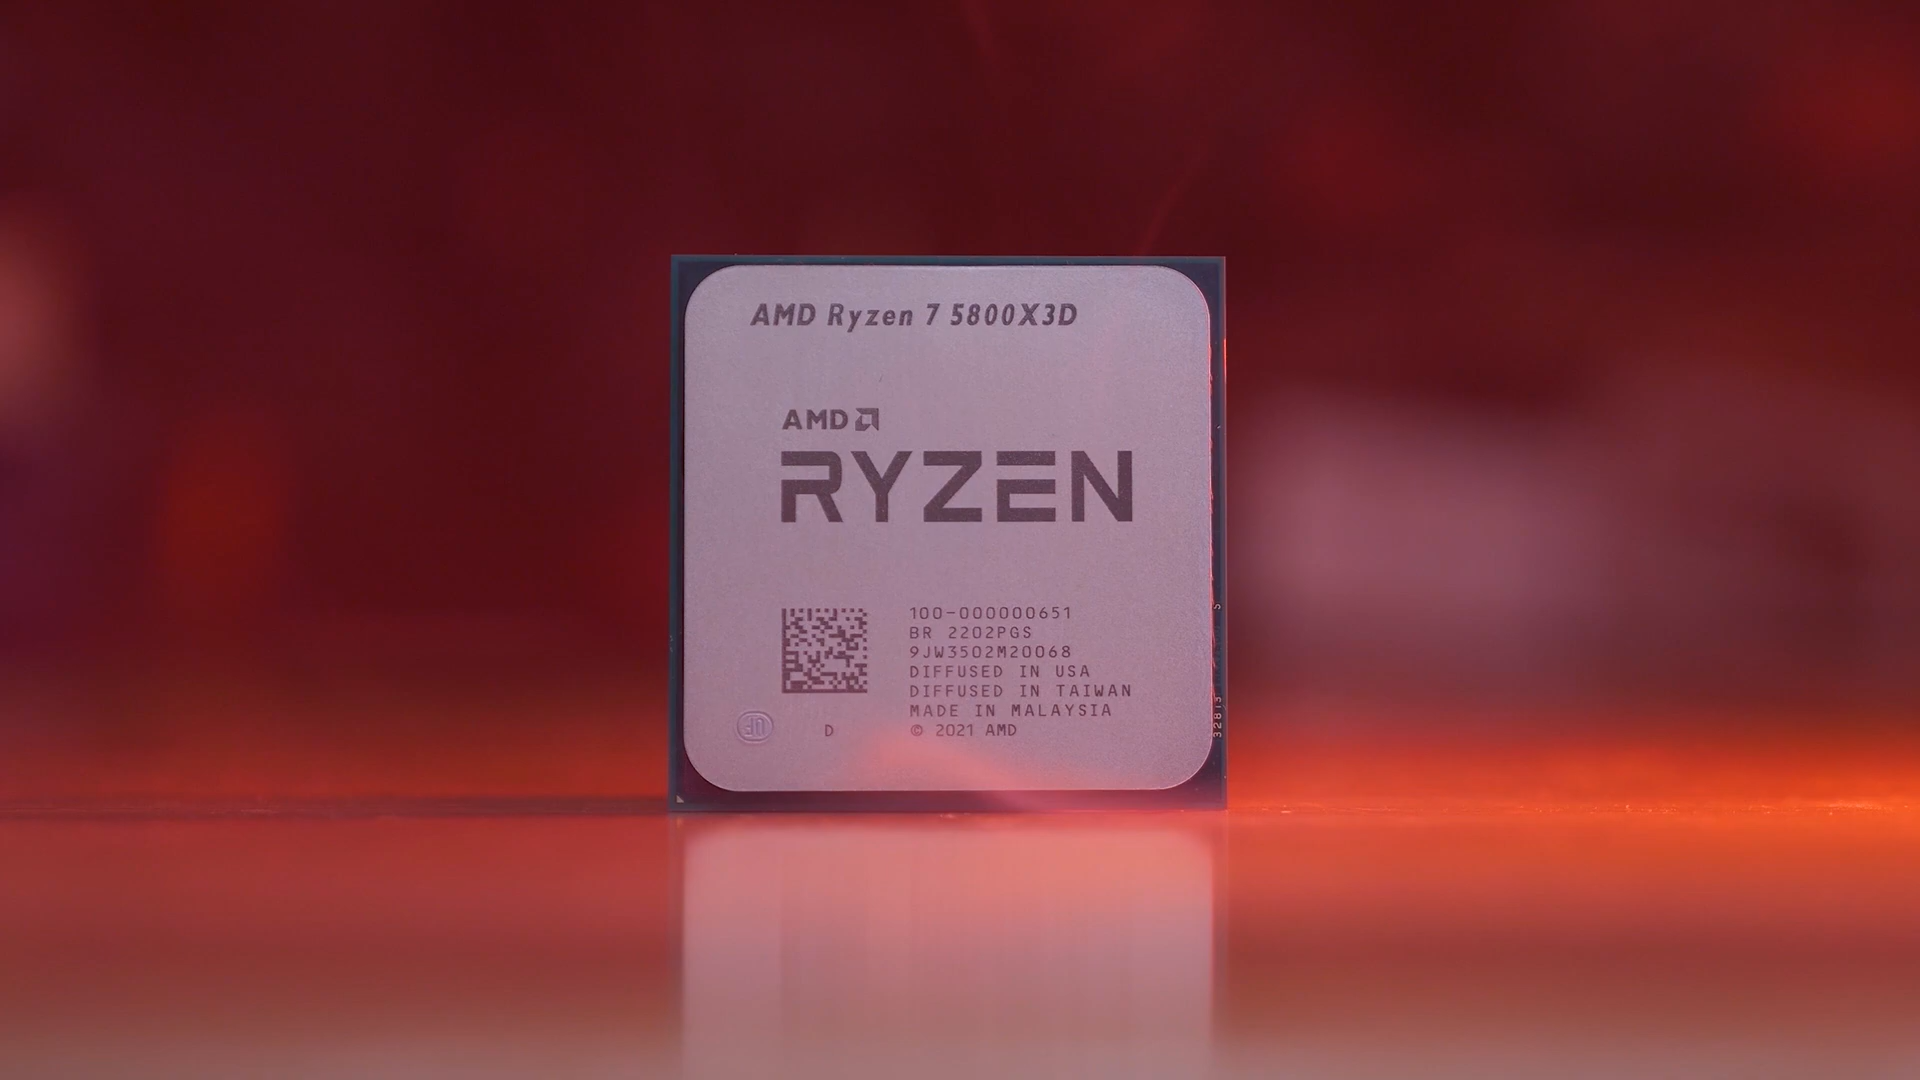 AMD Ryzen 7 5800X3D
AMD
RYZEN
100-000000651
BR 2202PGS
9JW3502M20068
DIFFUSED IN USA
DIFFUSED IN TAIWAN
MADE IN MALAYSIA
D © 2021 AMD